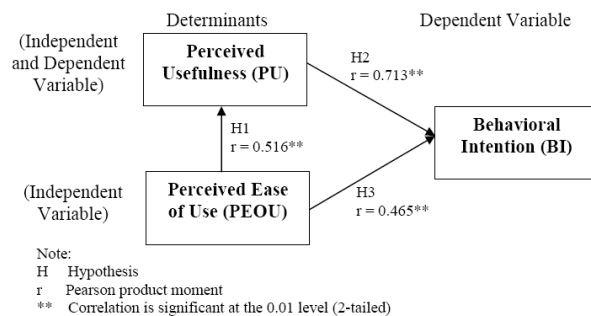 Determinants
Dependent Variable
(Independent
and Dependent
Variable)
Perceived
Usefulness (PU)
H2
r = 0.713**
H1
r = 0.516**
Behavioral
Intention (BI)
(Independent
Variable)
Perceived Ease
of Use (PEOU)
H3
r = 0.465**
Note:
H Hypothesis
r Pearson product moment
** Correlation is significant at the 0.01 level (2-tailed)